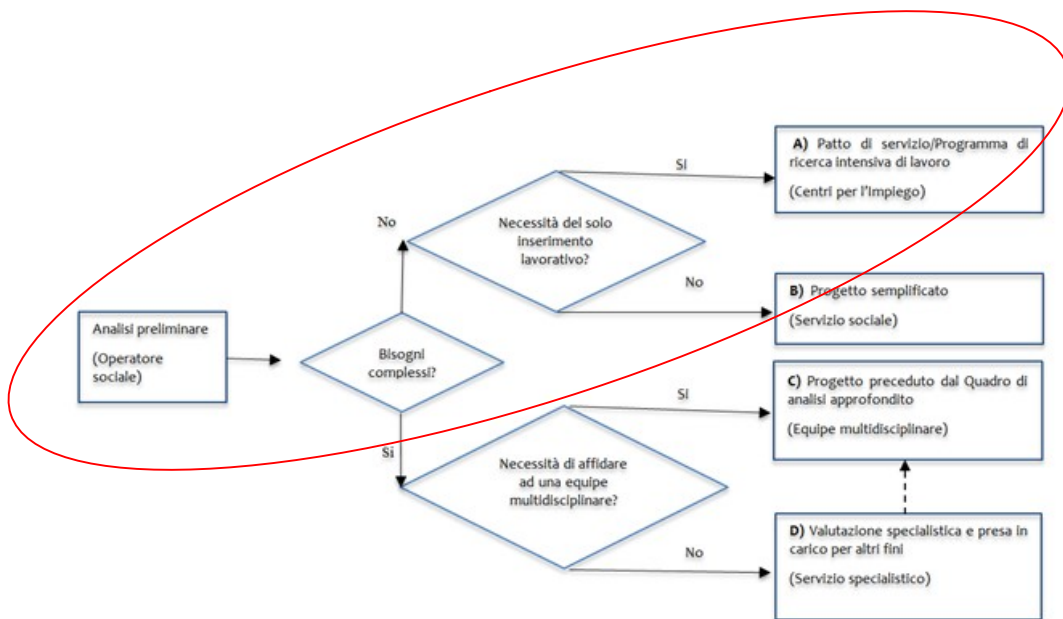 Analisi preliminare
(Operatore
sociale)
Bisogni
complessi?
No
Necessità del solo
inserimento
lavorativo?
SI
A) Patto di servizio/Programma di
ricerca intensiva di lavoro
(Centri per l'Impiego)
No
B) Progetto semplificato
(Servizio sociale)
Si
Necessità di affidare
ad una equipe
multidisciplinare?
SI
C) Progetto preceduto dal Quadro di
analisi approfondito
(Equipe multidisciplinare)
No
D) Valutazione specialistica e presa in
carico per altri fini
(Servizio specialistico)